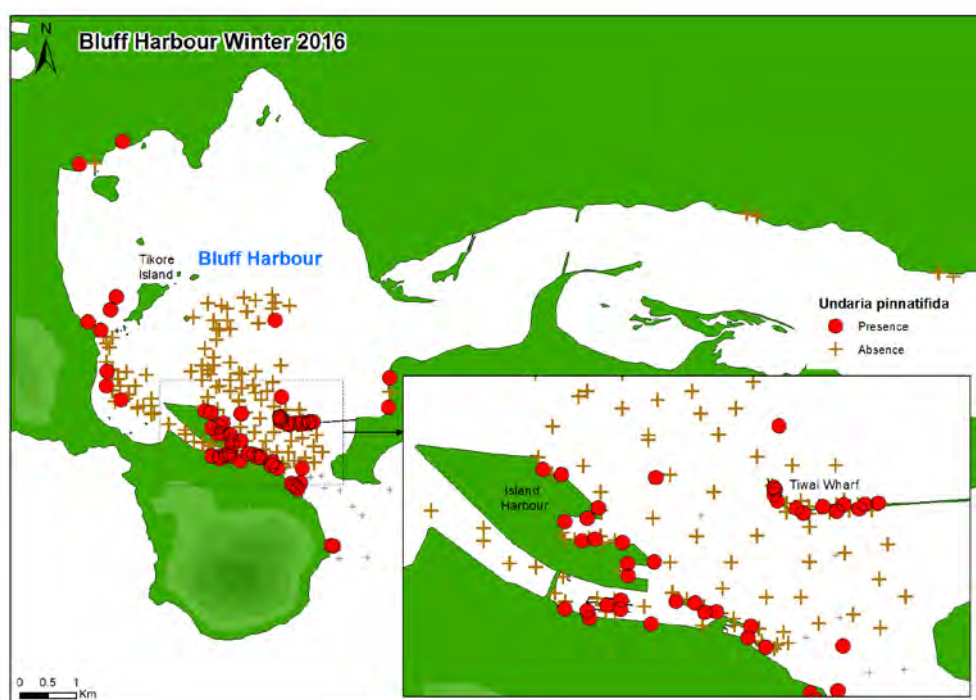 Bluff Harbour Winter 2016
N
Tikore
Island
Bluff Harbour
Undaria pinnatifida
Presence
Absence
Island
Harbour
Tiwai Wharf
0 0.5 1
Km